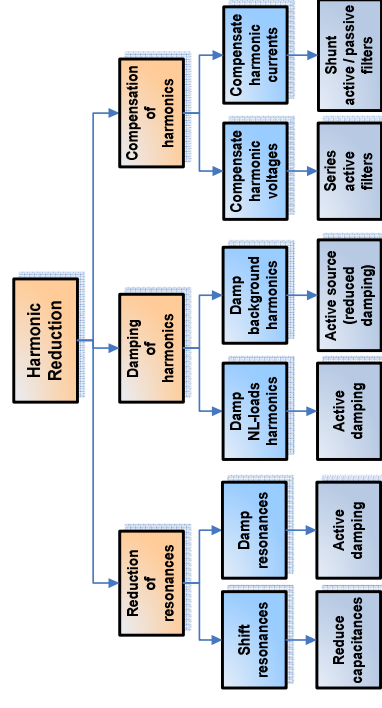 Harmonic
Reduction
Reduction
of
resonances
Damping
of
harmonics
Compensation
of
harmonics
Shift
resonances
Damp
resonances
Damp
NL-loads
harmonics
Damp
background
harmonics
Compensate
harmonic
voltages
Compensate
harmonic
currents
Reduce
capacitances
Active
damping
Active
damping
Active source
(reduced
damping)
Series
active
filters
Shunt
active / passive
filters